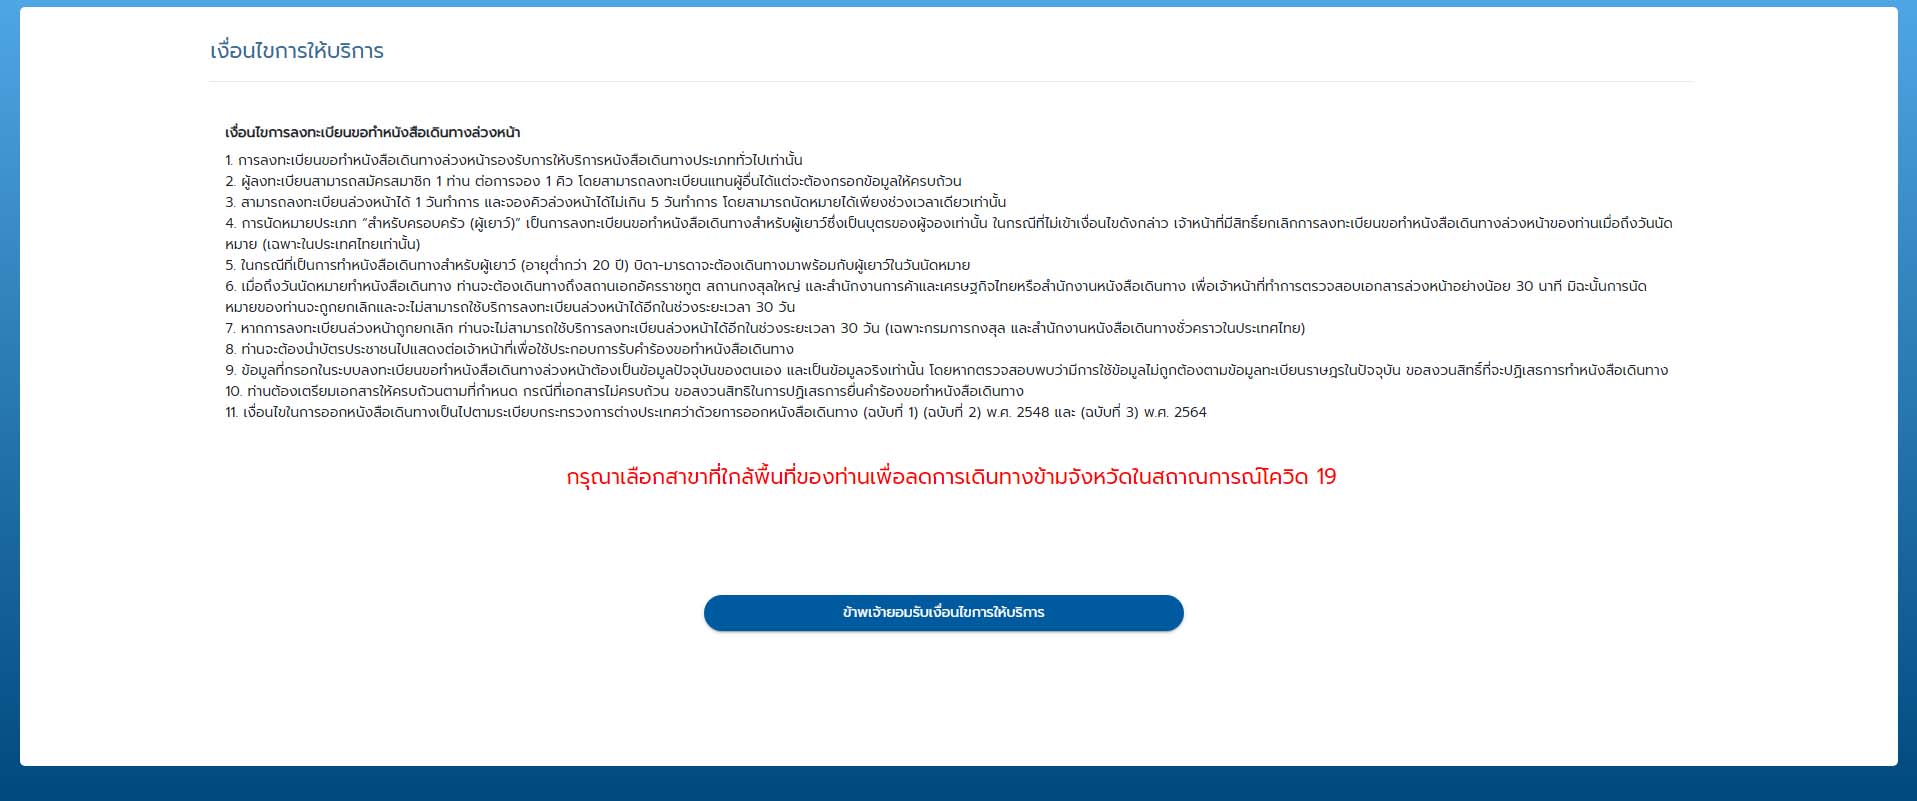 เงื่อนไขการให้บริการ
เงื่อนไขการลงทะเบียนขอทำหนังสือเดินทางล่วงหน้า
1. การลงทะเบียนขอทำหนังสือเดินทางล่วงหน้ารองรับการให้บริการหนังสือเดินทางประเภททั่วไปเท่านั้น
2. ผู้ลงทะเบียนสามารถสมัครสมาชิก 1 ท่าน ต่อการจอง 1 คิว โดยสามารถลงทะเบียนแทนผู้อื่นได้แต่จะต้องกรอกข้อมูลให้ครบถ้วน
3. สามารถลงทะเบียนล่วงหน้าได้ 1 วันทำการ และจองคิวล่วงหน้าได้ไม่เกิน 5 วันทำการ โดยสามารถนัดหมายได้เพียงช่วงเวลาเดียวเท่านั้น
4. การนัดหมายประเภท “สำหรับครอบครัว (ผู้เยาว์)” เป็นการลงทะเบียนขอทำหนังสือเดินทางสำหรับผู้เยาว์ซึ่งเป็นบุตรของผู้จองเท่านั้น ในกรณีที่ไม่เข้าเงื่อนไขดังกล่าว เจ้าหน้าที่มีสิทธิ์ยกเลิกการลงทะเบียนขอทำหนังสือเดินทางล่วงหน้าของท่านเมื่อถึงวันนัด
หมาย (เฉพาะในประเทศไทยเท่านั้น)
5. ในกรณีที่เป็นการทำหนังสือเดินทางสำหรับผู้เยาว์ (อายุต่ำกว่า 20 ปี) บิดา-มารดาจะต้องเดินทางมาพร้อมกับผู้เยาว์ในวันนัดหมาย
6. เมื่อถึงวันนัดหมายทำหนังสือเดินทาง ท่านจะต้องเดินทางถึงสถานเอกอัครราชทูต สถานกงสุลใหญ่ และสำนักงานการค้าและเศรษฐกิจไทยหรือสำนักงานหนังสือเดินทาง เพื่อเจ้าหน้าที่ทำการตรวจสอบเอกสารล่วงหน้าอย่างน้อย 30 นาที มิฉะนั้นการนัด
หมายของท่านจะถูกยกเลิกและจะไม่สามารถใช้บริการลงทะเบียนล่วงหน้าได้อีกในช่วงระยะเวลา 30 วัน
7. หากการลงทะเบียนล่วงหน้าถูกยกเลิก ท่านจะไม่สามารถใช้บริการลงทะเบียนล่วงหน้าได้อีกในช่วงระยะเวลา 30 วัน (เฉพาะกรมการกงสุล และสำนักงานหนังสือเดินทางชั่วคราวในประเทศไทย)
8. ท่านจะต้องนำบัตรประชาชนไปแสดงต่อเจ้าหน้าที่เพื่อใช้ประกอบการรับคำร้องขอทำหนังสือเดินทาง
9. ข้อมูลที่กรอกในระบบลงทะเบียนขอทำหนังสือเดินทางล่วงหน้าต้องเป็นข้อมูลปัจจุบันของตนเอง และเป็นข้อมูลจริงเท่านั้น โดยหากตรวจสอบพบว่ามีการใช้ข้อมูลไม่ถูกต้องตามข้อมูลทะเบียนราษฎรในปัจจุบัน ขอสงวนสิทธิ์ที่จะปฏิเสธการทำหนังสือเดินทาง
10. ท่านต้องเตรียมเอกสารให้ครบถ้วนตามที่กำหนด กรณีที่เอกสารไม่ครบถ้วน ขอสงวนสิทธิในการปฏิเสธการยื่นคำร้องขอทำหนังสือเดินทาง
11. เงื่อนไขในการออกหนังสือเดินทางเป็นไปตามระเบียบกระทรวงการต่างประเทศว่าด้วยการออกหนังสือเดินทาง (ฉบับที่ 1) (ฉบับที่ 2) พ.ศ. 2548 และ (ฉบับที่ 3) พ.ศ. 2564
กรุณาเลือกสาขาที่ใกล้พื้นที่ของท่านเพื่อลดการเดินทางข้ามจังหวัดในสถาณการณ์โควิด 19
ข้าพเจ้ายอมรับเงื่อนไขการให้บริการ